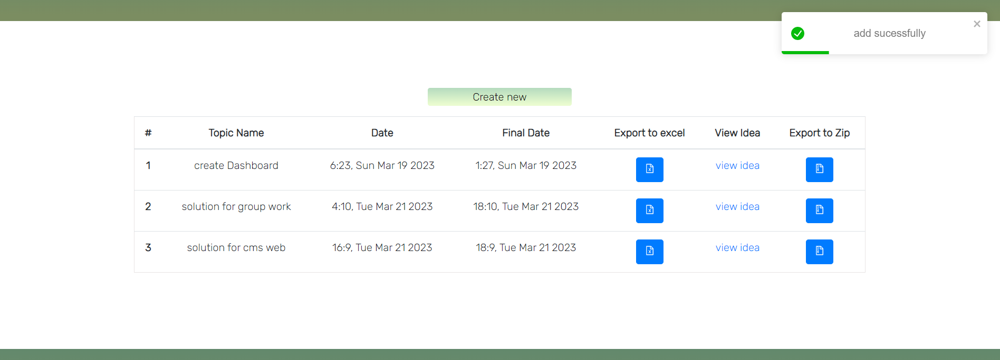 add sucessfully
Create new
# Topic Name Date Final Date Export to excel View Idea Export to Zip
1 create Dashboard 6:23, Sun Mar 19 2023 1:27, Sun Mar 19 2023 view idea
2 solution for group work 4:10, Tue Mar 21 2023 18:10, Tue Mar 21 2023 view idea
3 solution for cms web 16:9, Tue Mar 21 2023 18:9, Tue Mar 21 2023 view idea